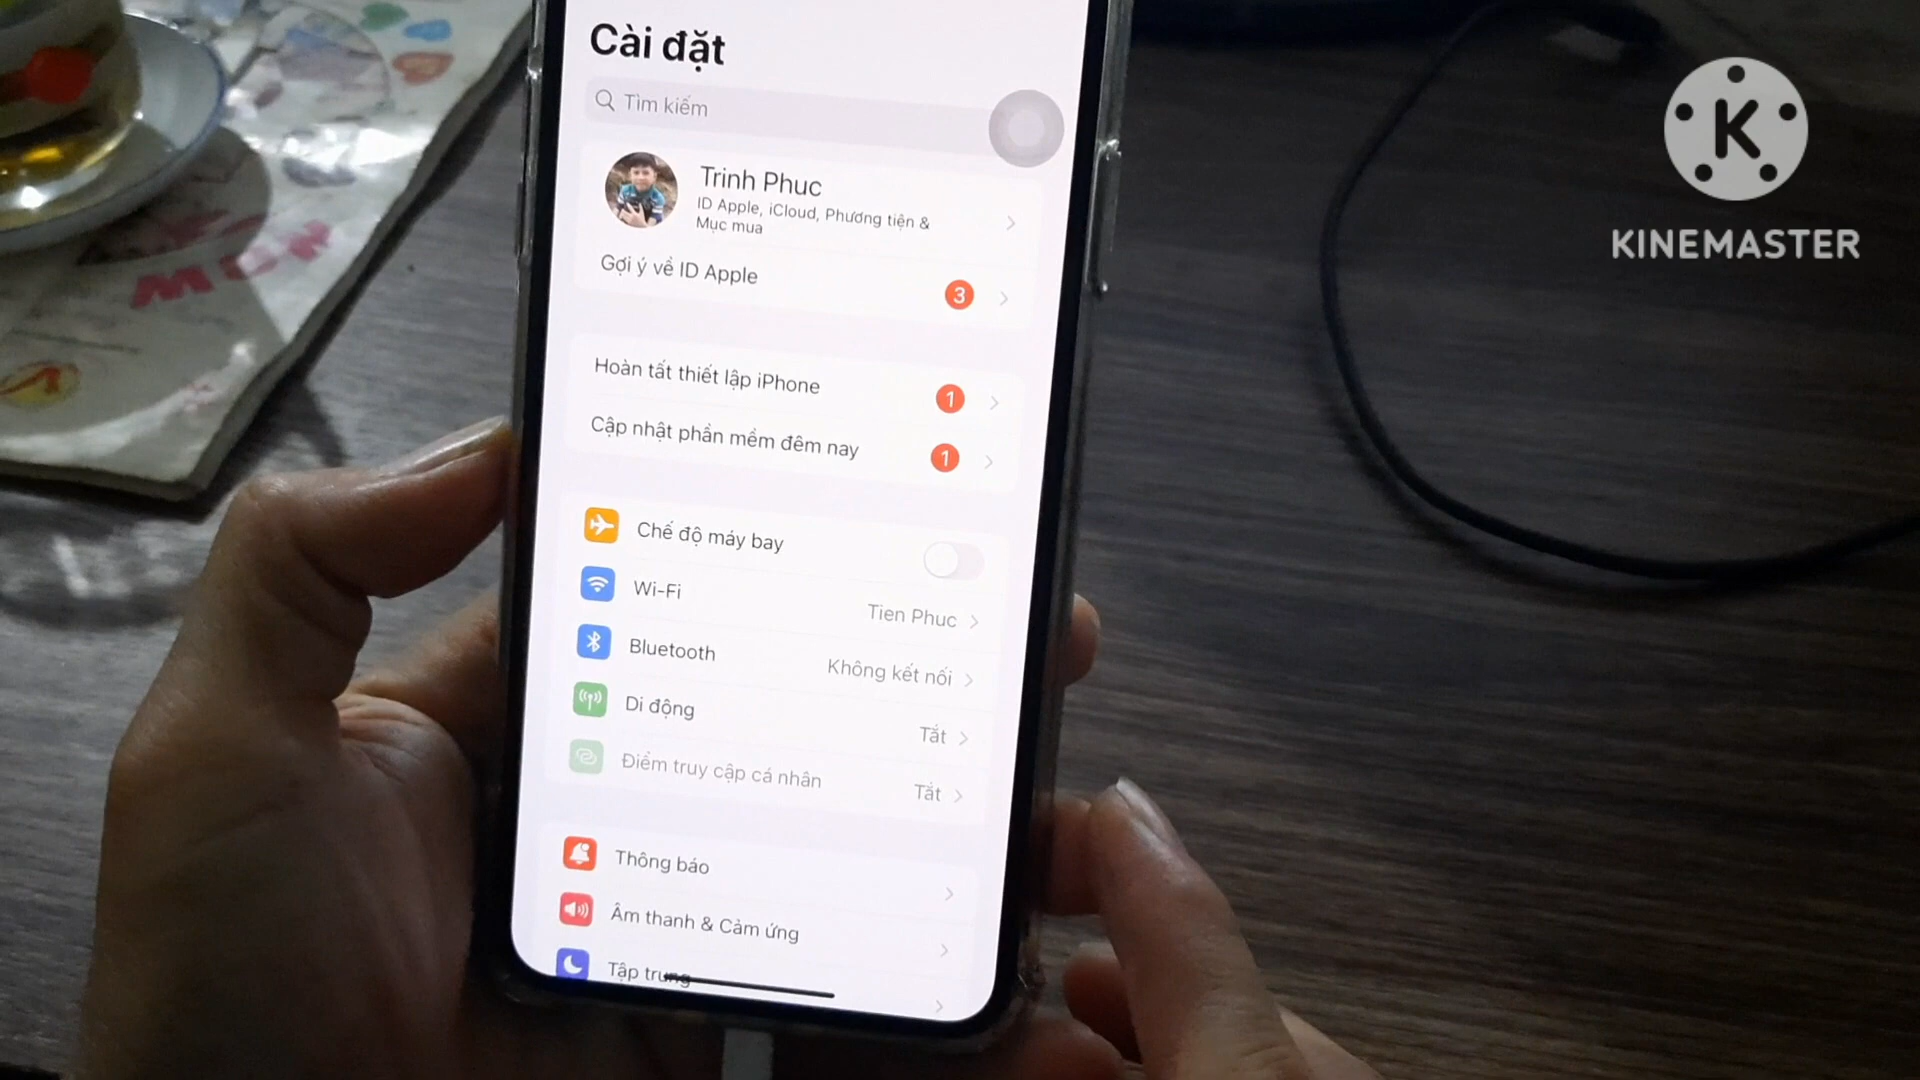 Cài đặt
Tìm kiếm
Trinh Phuc
ID Apple, iCloud, Phương tiện &
Mục mua
Gợi ý về ID Apple
3
Hoàn tất thiết lập iPhone
1
Cập nhật phần mềm đêm nay
1
Chế độ máy bay
Wi-Fi
Tien Phuc
Bluetooth
Không kết nối
Di động
Tắt
Điểm truy cập cá nhân
Tắt
Thông báo
Âm thanh & Cảm ứng
Tập trung
K
KINEMASTER